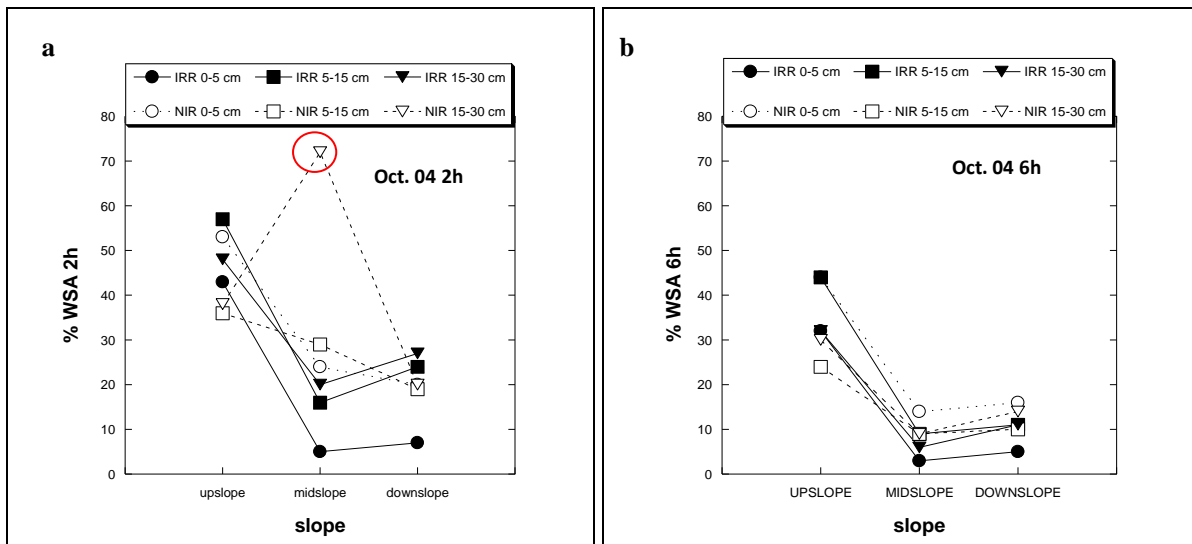 a
IRR 0-5 cm IRR 5-15 cm IRR 15-30 cm
NIR 0-5 cm NIR 5-15 cm NIR 15-30 cm
80
70
60
50
40
30
20
10
0
% WSA 2h
Oct. 04 2h
upslope midslope downslope
slope
b
IRR 0-5 cm IRR 5-15 cm IRR 15-30 cm
NIR 0-5 cm NIR 5-15 cm NIR 15-30 cm
80
70
60
50
40
30
20
10
0
% WSA 6h
Oct. 04 6h
UPSLOPE MIDSLOPE DOWNSLOPE
slope